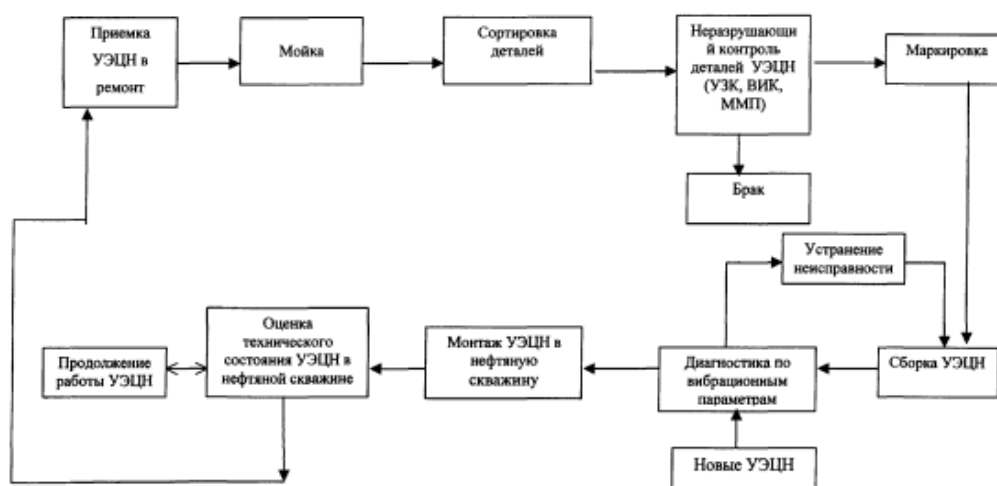 Приемка
УЭЦН в
ремонт
Мойка
Сортировка
деталей
Неразрушающи
й контроль
деталей УЭЦН
(УЗК, ВИК,
ММП)
Маркировка
Брак
Устранение
неисправности
Сборка УЭЦН
Диагностика по
вибрационным
параметрам
Новые УЭЦН
Монтаж УЭЦН в
нефтяную
скважину
Оценка
технического
состояния УЭЦН в
нефтяной скважине
Продолжение
работы УЭЦН